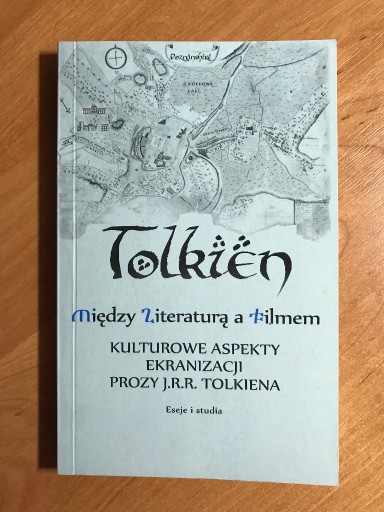 Tolkien
Między Literaturą a Filmem
KULTUROWE ASPEKTY
EKRANIZACJI
PROZY J.R.R. TOLKIENA
Eseje i studia